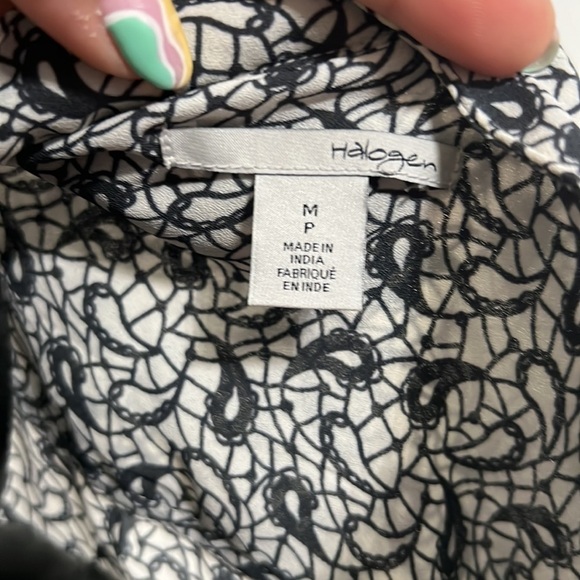 Halogen
M
P
MADE IN
INDIA
FABRIQUÉ
EN INDE